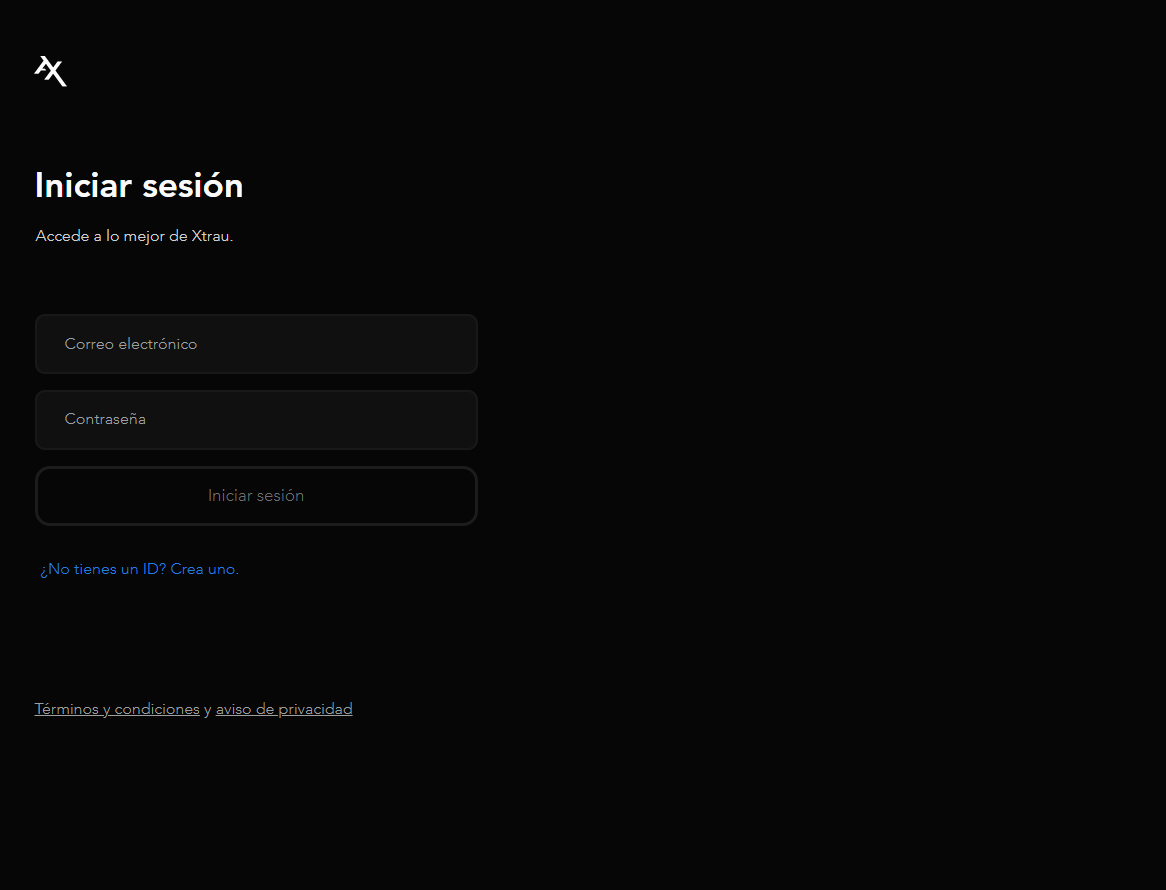 Iniciar sesión
Accede a lo mejor de Xtrau.
Correo electrónico
Contraseña
Iniciar sesión
¿No tienes un ID? Crea uno.
Términos y condiciones y aviso de privacidad